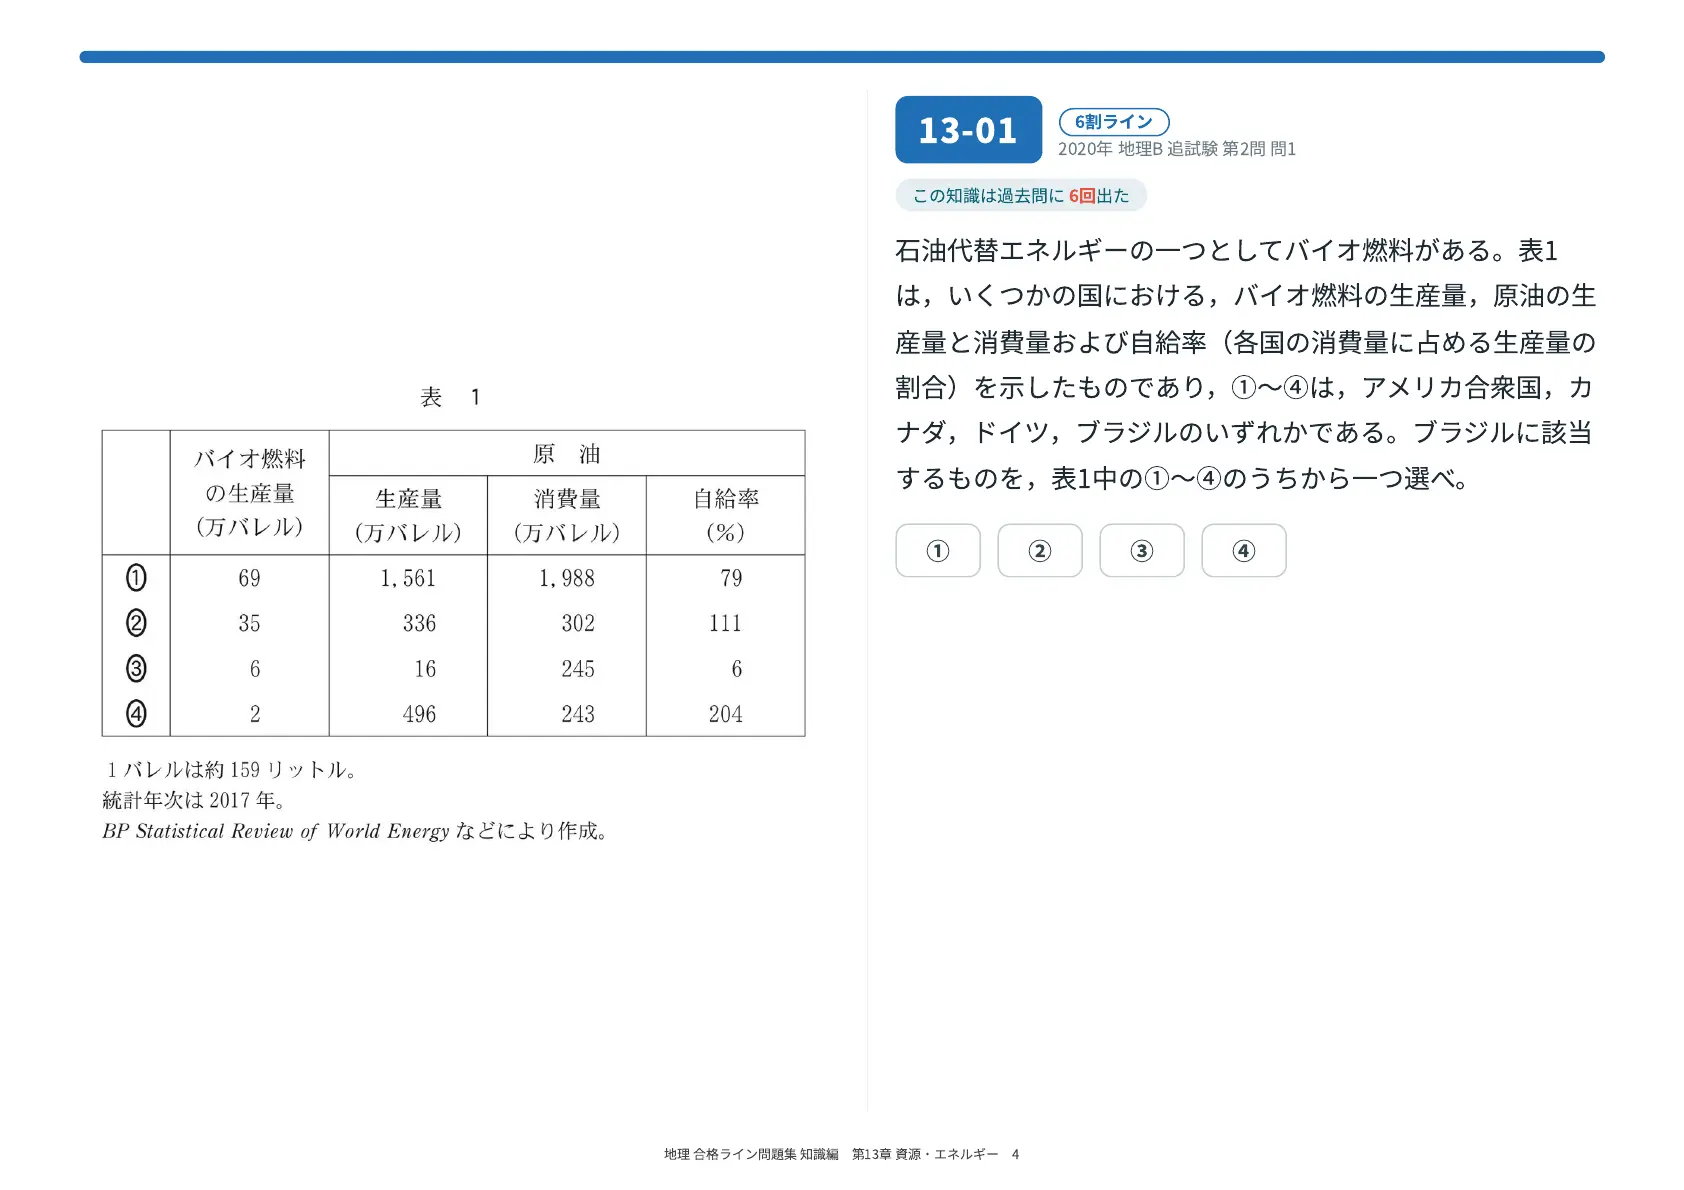 表 1
バイオ燃料の生産量(万バレル) 原 油
生産量(万バレル) 消費量(万バレル) 自給率(%)
① 69 1,561 1,988 79
② 35 336 302 111
③ 6 16 245 6
④ 2 496 243 204
1 バレルは約 159 リットル。
統計年次は 2017 年。
BP Statistical Review of World Energy などにより作成。
13-01
6割ライン
2020年 地理B 追試験 第2問 問1
この知識は過去問に 6回出た
石油代替エネルギーの一つとしてバイオ燃料がある。表1
は，いくつかの国における，バイオ燃料の生産量，原油の生
産量と消費量および自給率（各国の消費量に占める生産量の
割合）を示したものであり，①～④は，アメリカ合衆国，カ
ナダ，ドイツ，ブラジルのいずれかである。ブラジルに該当
するものを，表1中の①～④のうちから一つ選べ。
① ② ③ ④
地理 合格ライン問題集 知識編 第13章 資源・エネルギー 4